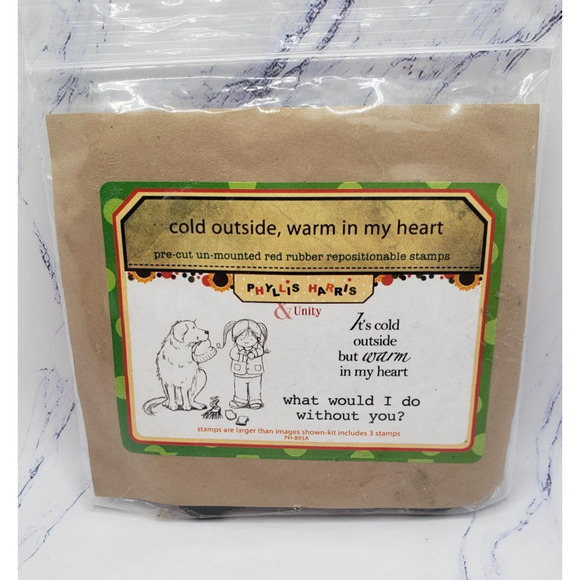 cold outside, warm in my heart
pre-cut un-mounted red rubber repositionable stamps
PHYLLIS HARRIS
& Unity
It's cold
outside
but warm
in my heart
what would I do
without you?
stamps are larger than images shown-kit includes 3 stamps
PH-895A